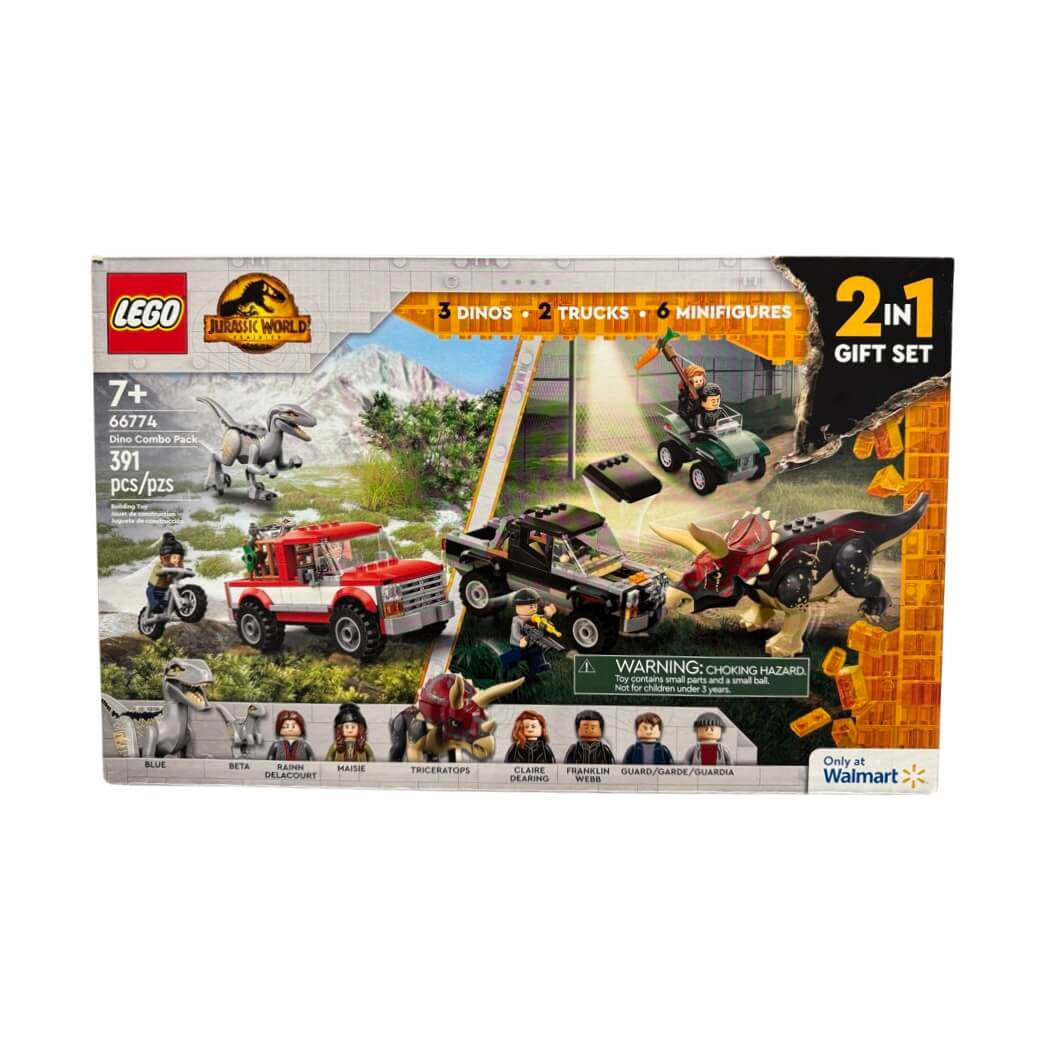 LEGO
JURASSIC WORLD
3 DINOS • 2 TRUCKS • 6 MINIFIGURES
2 IN 1
GIFT SET
7+
66774
Dino Combo Pack
391
pcs/pzs
Building Toy
Jouet de construction
Juguete de construcción
WARNING: CHOKING HAZARD.
Toy contains small parts and a small ball.
Not for children under 3 years.
BLUE
BETA
RAINN
DELACOURT
MAISIE
TRICERATOPS
CLAIRE
DEARING
FRANKLIN
WEBB
GUARD/GARDE/GUARDIA
Only at
Walmart